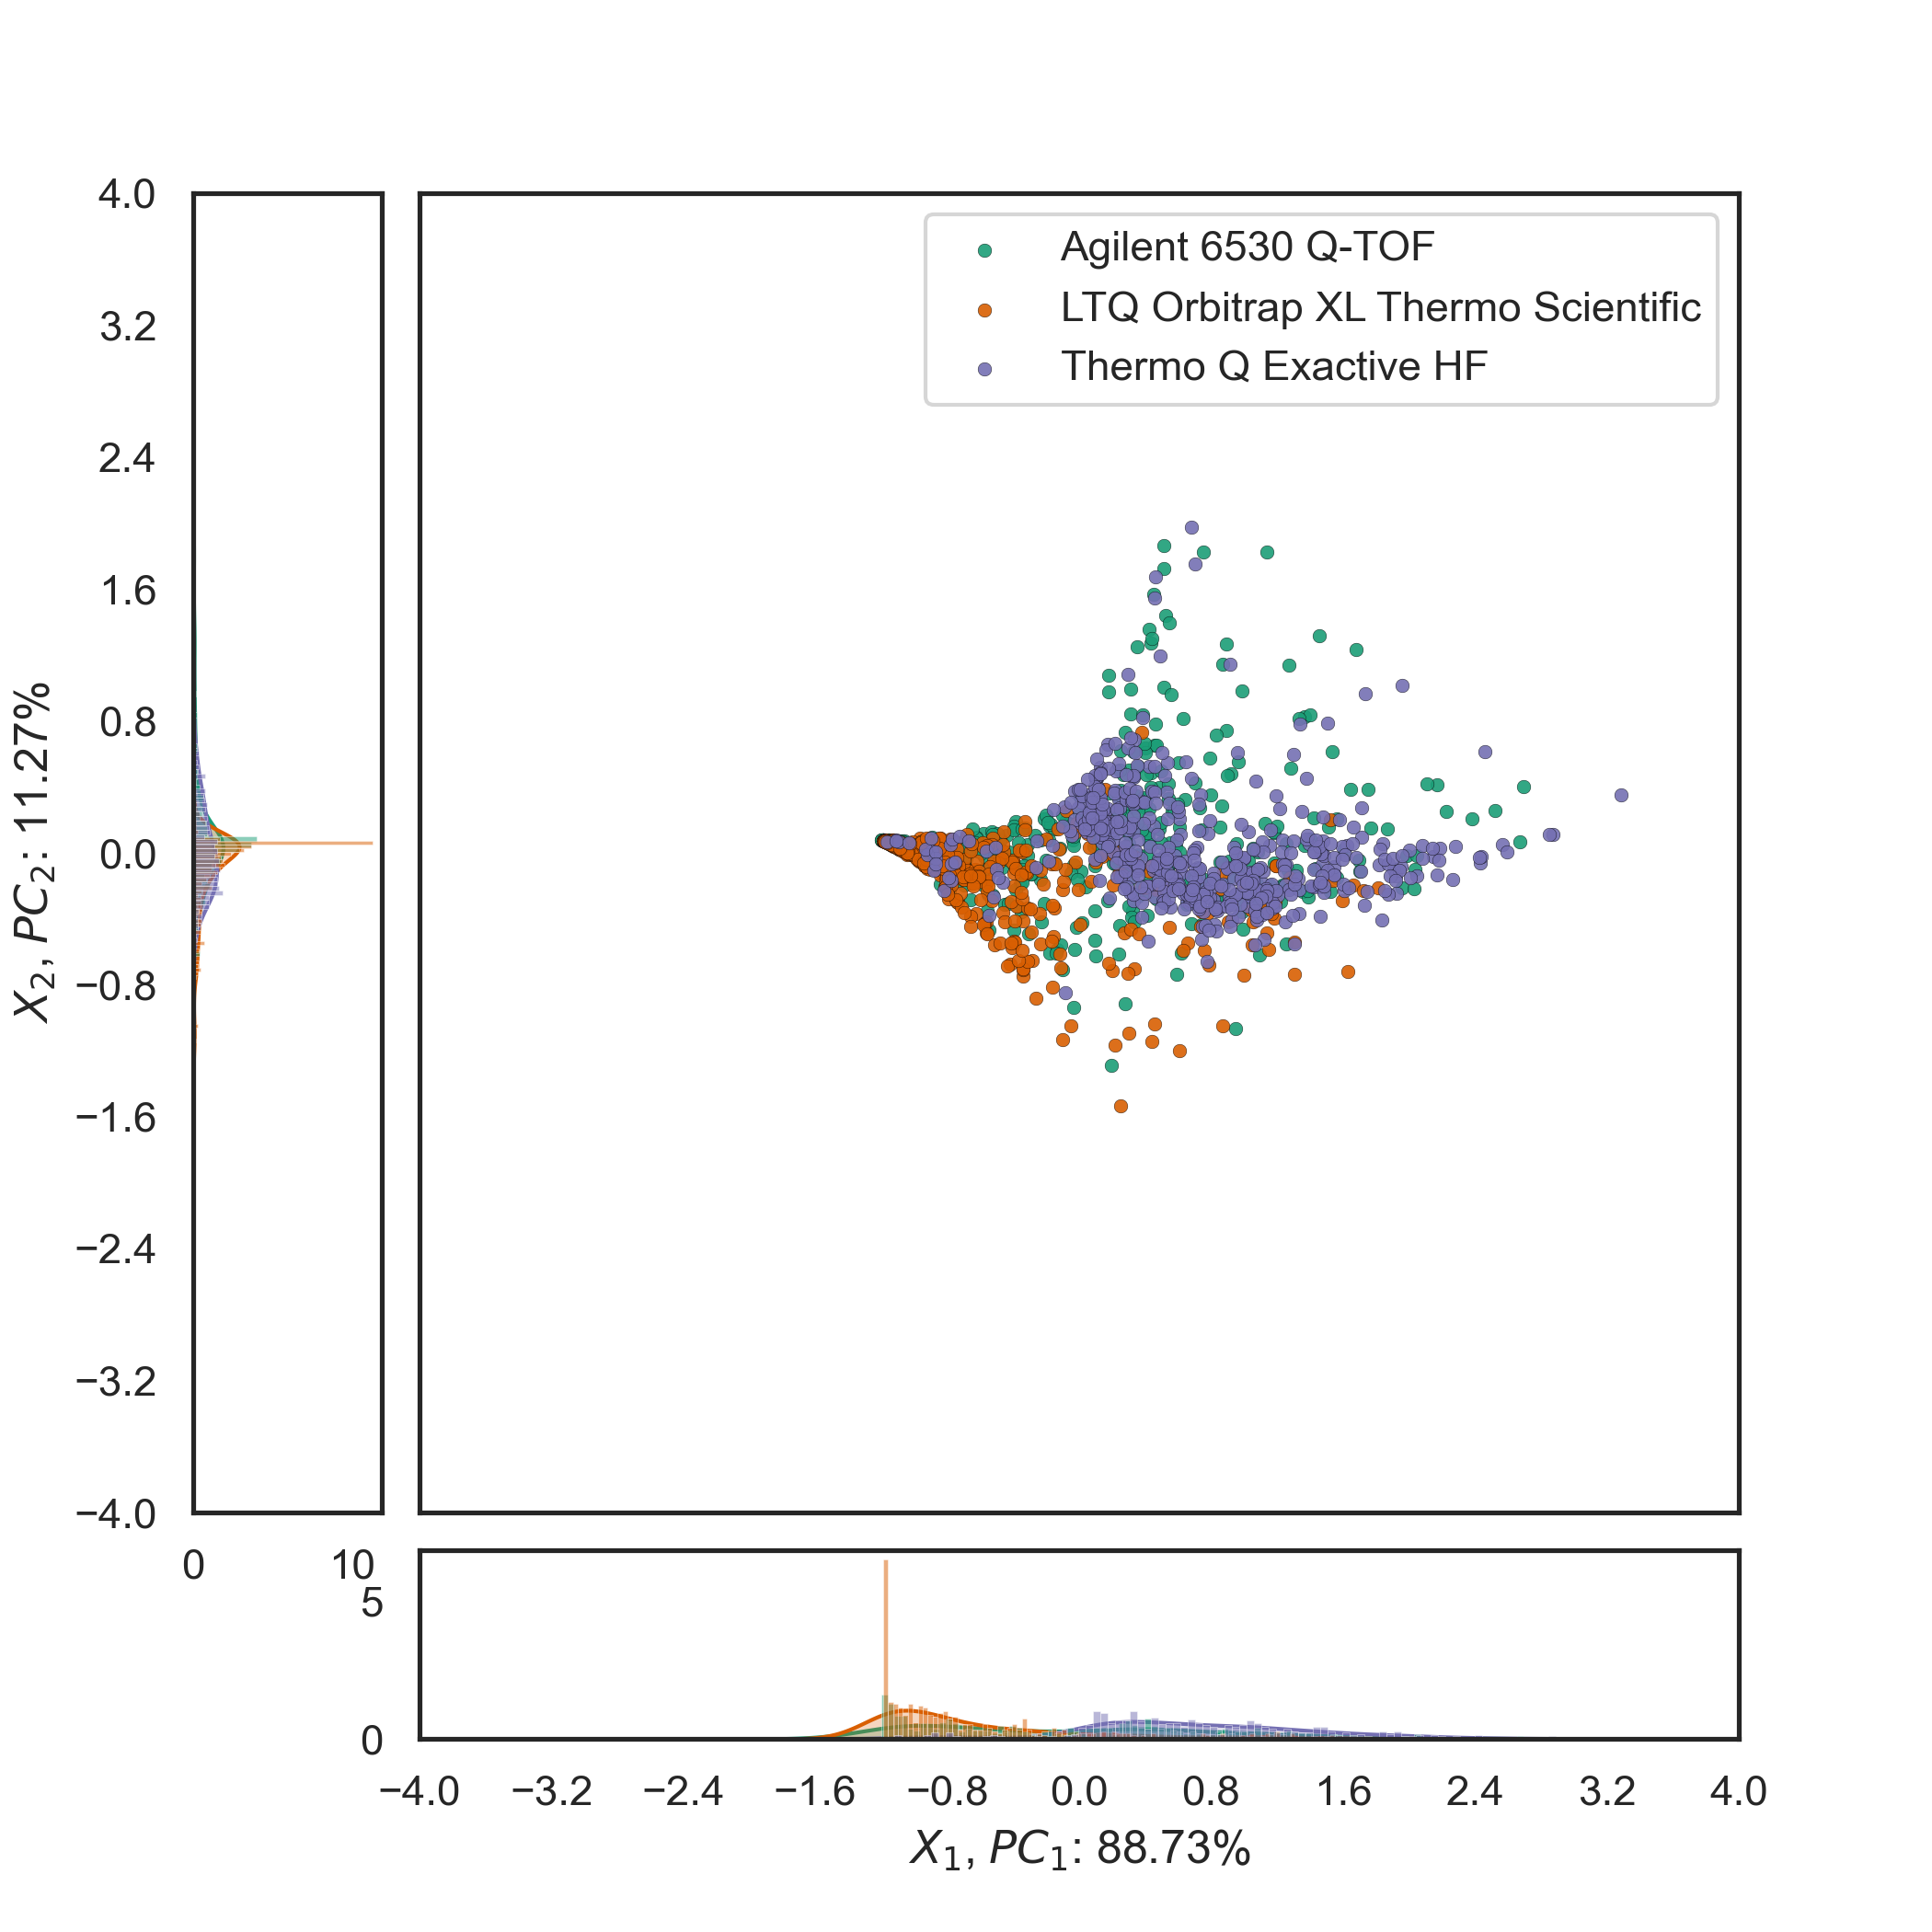 4.0
3.2
2.4
1.6
0.8
0.0
−0.8
−1.6
−2.4
−3.2
−4.0
X2, PC2: 11.27%
Agilent 6530 Q-TOF
LTQ Orbitrap XL Thermo Scientific
Thermo Q Exactive HF
0 10
5
0
−4.0 −3.2 −2.4 −1.6 −0.8 0.0 0.8 1.6 2.4 3.2 4.0
X1, PC1: 88.73%